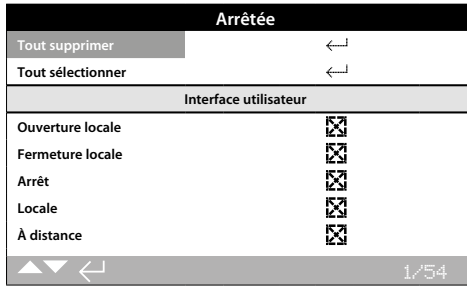 Arrêtée
Tout supprimer
Tout sélectionner
Interface utilisateur
Ouverture locale
Fermeture locale
Arrêt
Locale
À distance
1/54